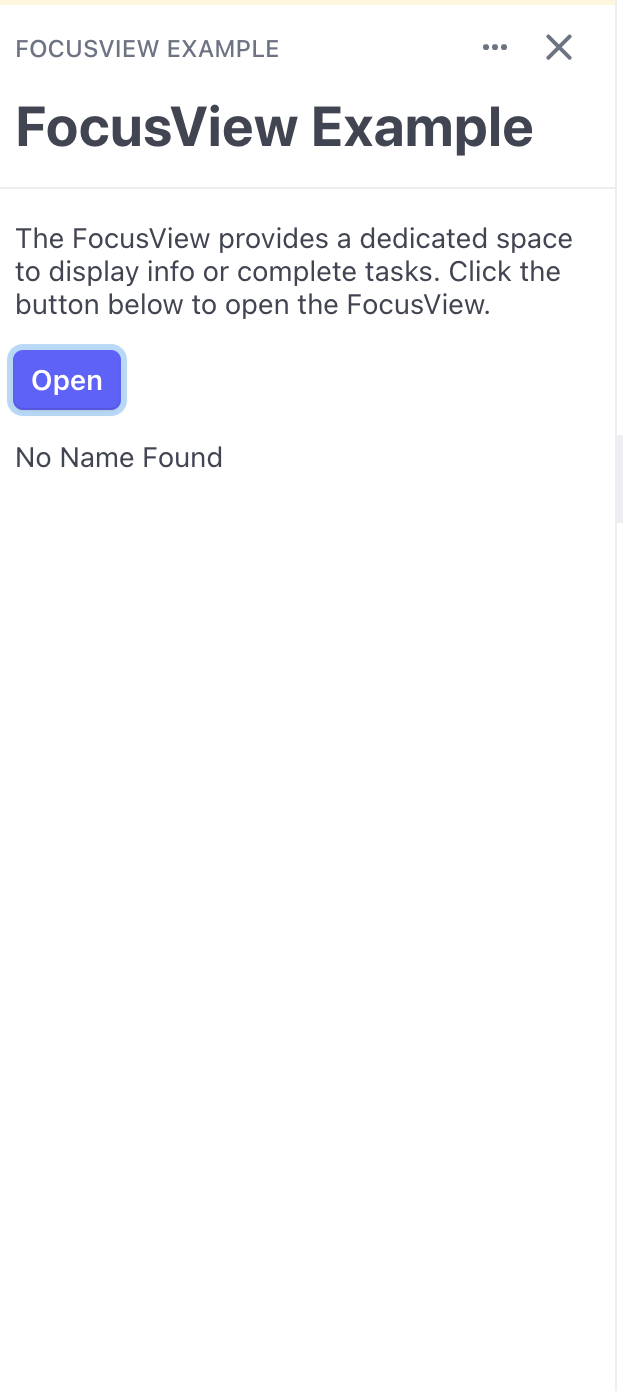 FOCUSVIEW EXAMPLE
FocusView Example
The FocusView provides a dedicated space
to display info or complete tasks. Click the
button below to open the FocusView.
Open
No Name Found